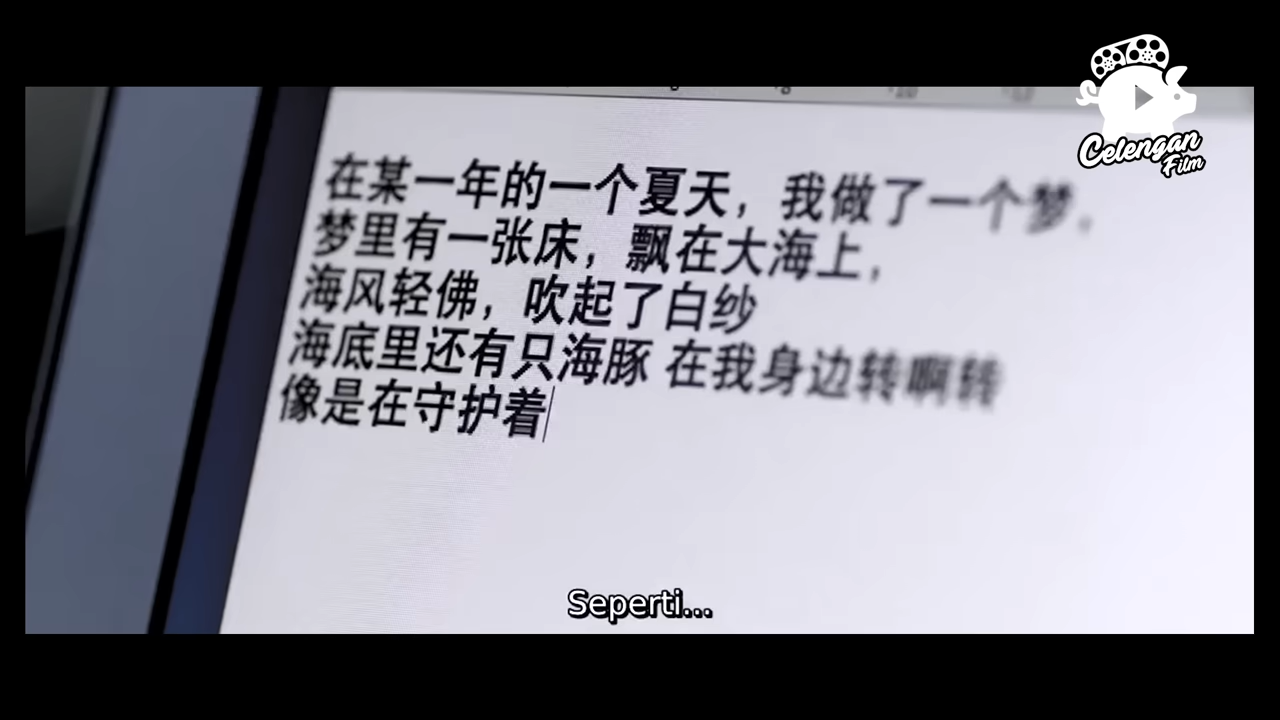 Celengan
Film
在某一年的一个夏天，我做了一个梦，
梦里有一张床，飘在大海上，
海风轻佛，吹起了白纱
海底里还有只海豚 在我身边转啊转
像是在守护着
Seperti...